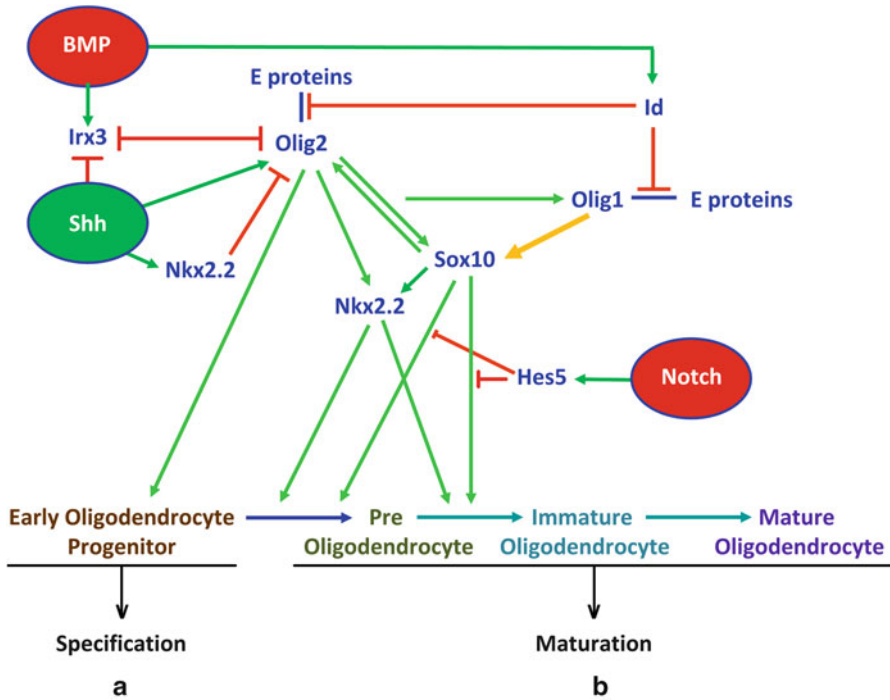 BMP
E proteins
Id
Irx3
Olig2
Olig1
E proteins
Shh
Nkx2.2
Sox10
Nkx2.2
Hes5
Notch
Early Oligodendrocyte
Progenitor
Pre
Oligodendrocyte
Immature
Oligodendrocyte
Mature
Oligodendrocyte
Specification
Maturation
a
b